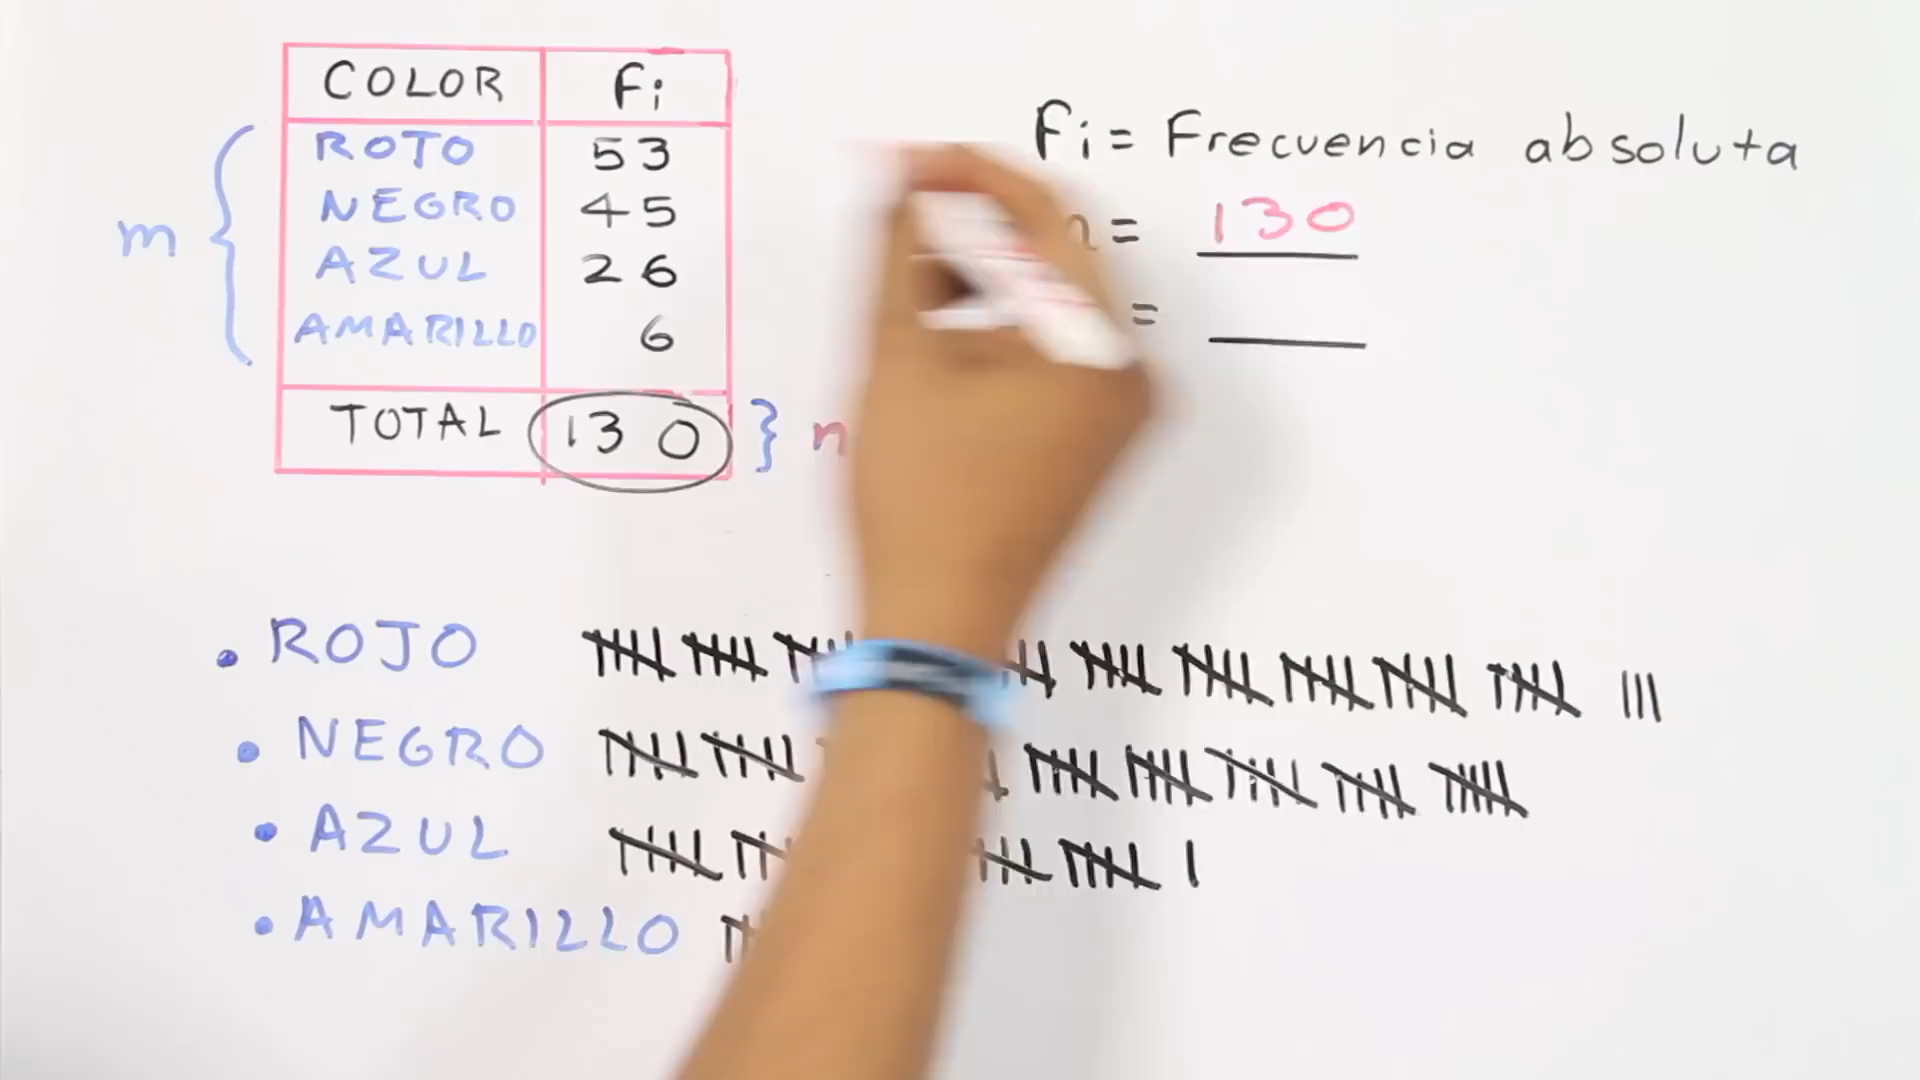 COLOR fi
ROTO 53
NEGRO 45
AZUL 26
AMARILLO 6
TOTAL 130 } n
m {
fi = Frecuencia absoluta
n = 130
=
• ROJO
• NEGRO
• AZUL
• AMARILLO